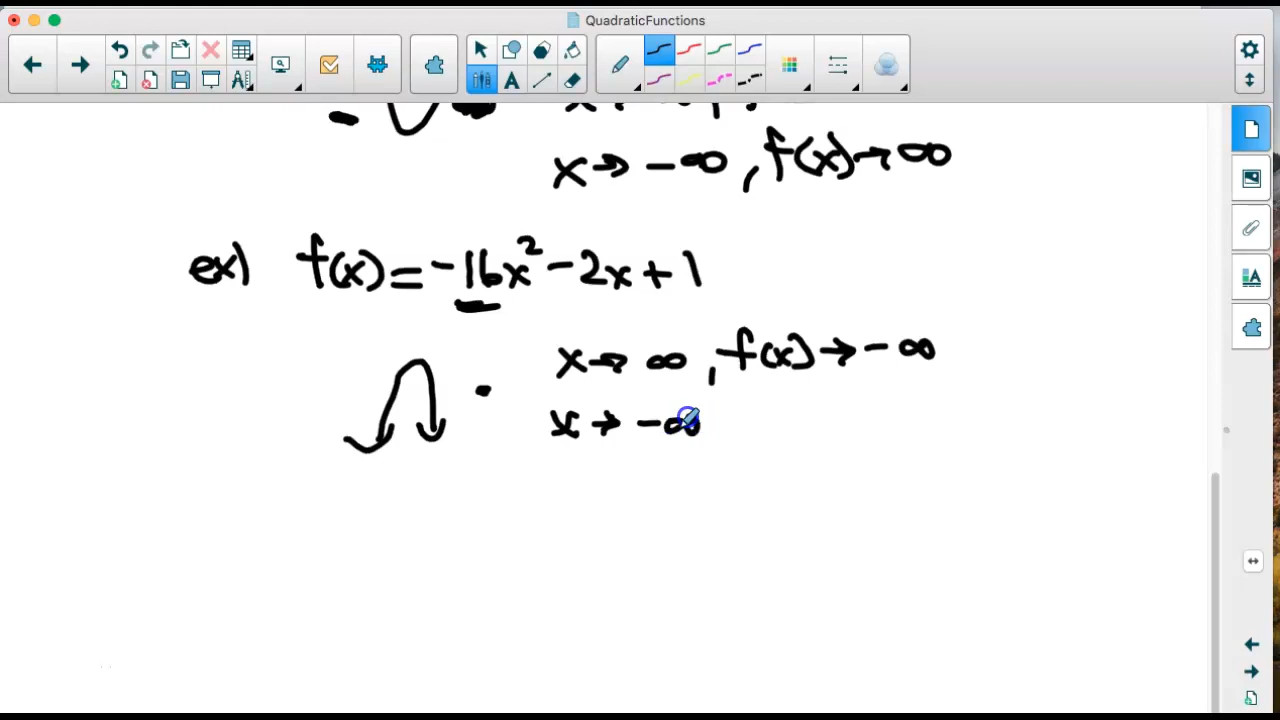 QuadraticFunctions
x → -∞, f(x) → ∞
ex) f(x) = -16x² - 2x + 1
x → ∞, f(x) → -∞
x → -∞